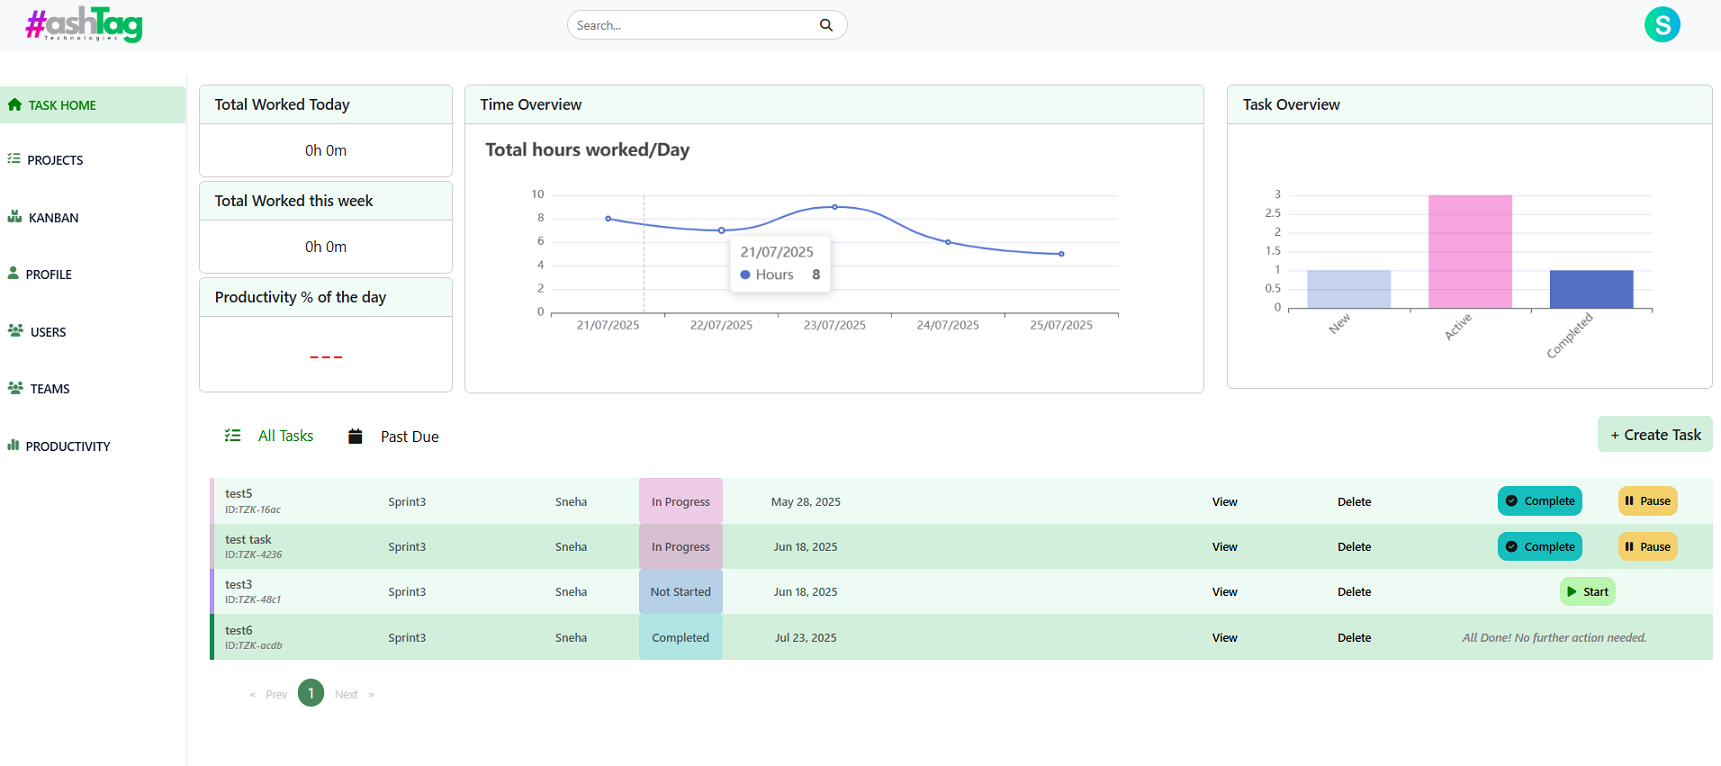 #ashTag
Technologies
Search...
S
TASK HOME
PROJECTS
KANBAN
PROFILE
USERS
TEAMS
PRODUCTIVITY
Total Worked Today
0h 0m
Total Worked this week
0h 0m
Productivity % of the day
---
Time Overview
Total hours worked/Day
10
8
6
4
2
0
21/07/2025
Hours 8
21/07/2025 22/07/2025 23/07/2025 24/07/2025 25/07/2025
Task Overview
3
2.5
2
1.5
1
0.5
0
New Active Completed
All Tasks Past Due
+ Create Task
test5
ID:TZK-16ac
Sprint3 Sneha In Progress May 28, 2025 View Delete Complete Pause
test task
ID:TZK-4236
Sprint3 Sneha In Progress Jun 18, 2025 View Delete Complete Pause
test3
ID:TZK-48c1
Sprint3 Sneha Not Started Jun 18, 2025 View Delete Start
test6
ID:TZK-acdb
Sprint3 Sneha Completed Jul 23, 2025 View Delete All Done! No further action needed.
« Prev 1 Next »